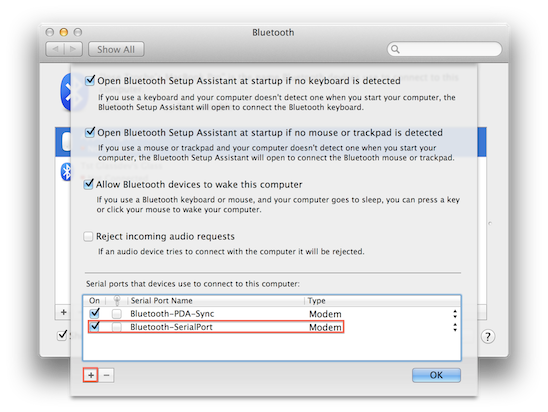 Bluetooth
Show All
Open Bluetooth Setup Assistant at startup if no keyboard is detected
If you use a keyboard and your computer doesn't detect one when you start your computer, the
Bluetooth Setup Assistant will open to connect the Bluetooth keyboard.
Open Bluetooth Setup Assistant at startup if no mouse or trackpad is detected
If you use a mouse or trackpad and your computer doesn't detect one when you start your
computer, the Bluetooth Setup Assistant will open to connect the Bluetooth mouse or trackpad.
Allow Bluetooth devices to wake this computer
If you use a Bluetooth keyboard or mouse, and your computer goes to sleep, you can press a key
or click your mouse to wake your computer.
Reject incoming audio requests
If an audio device tries to connect with the computer it will be rejected.
Serial ports that devices use to connect to this computer:
On Serial Port Name Type
Bluetooth-PDA-Sync Modem
Bluetooth-SerialPort Modem
+ − OK ?